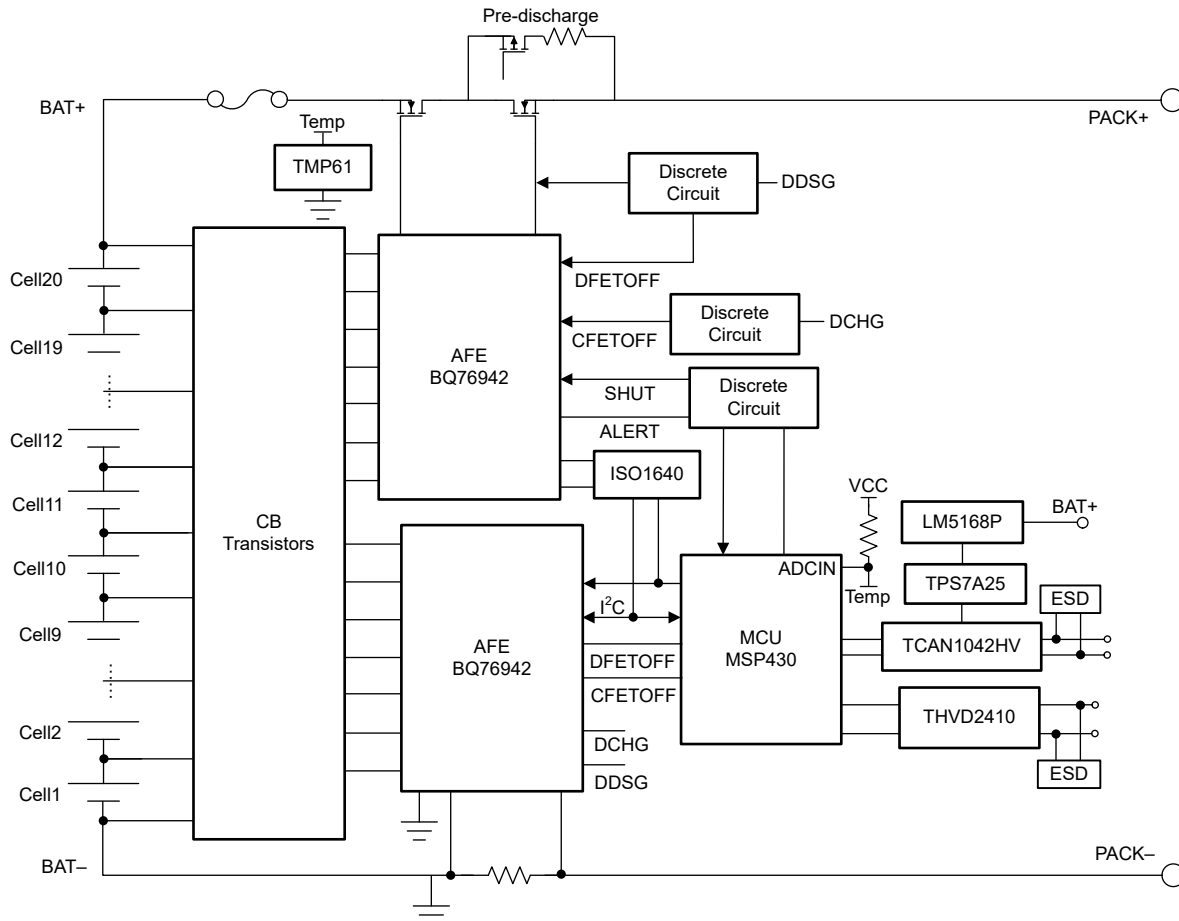 Pre-discharge
BAT+
PACK+
Temp
TMP61
Discrete
Circuit
DDSG
DFETOFF
Cell20
Discrete
Circuit
DCHG
CFETOFF
Cell19
AFE
BQ76942
SHUT
Discrete
Circuit
ALERT
Cell12
ISO1640
VCC
Cell11
CB
Transistors
LM5168P
BAT+
Cell10
ADCIN
TPS7A25
Temp
ESD
I²C
Cell9
AFE
BQ76942
MCU
MSP430
TCAN1042HV
DFETOFF
CFETOFF
Cell2
THVD2410
DCHG
DDSG
ESD
Cell1
BAT–
PACK–